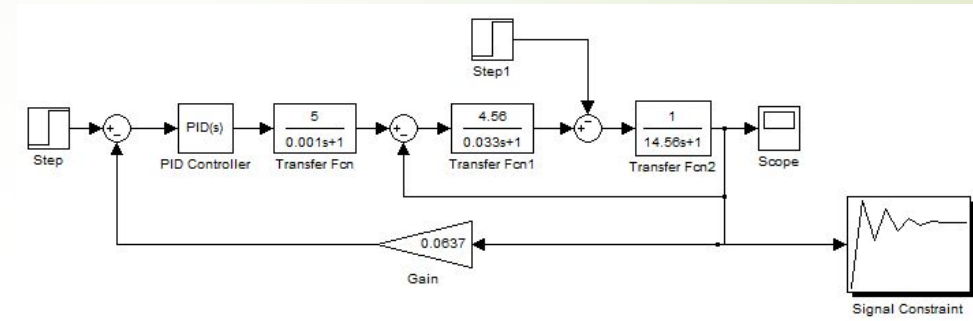 Step1
Step
PID(s)
PID Controller
5
0.001s+1
Transfer Fcn
4.56
0.033s+1
Transfer Fcn1
1
14.56s+1
Transfer Fcn2
Scope
0.0637
Gain
Signal Constraint